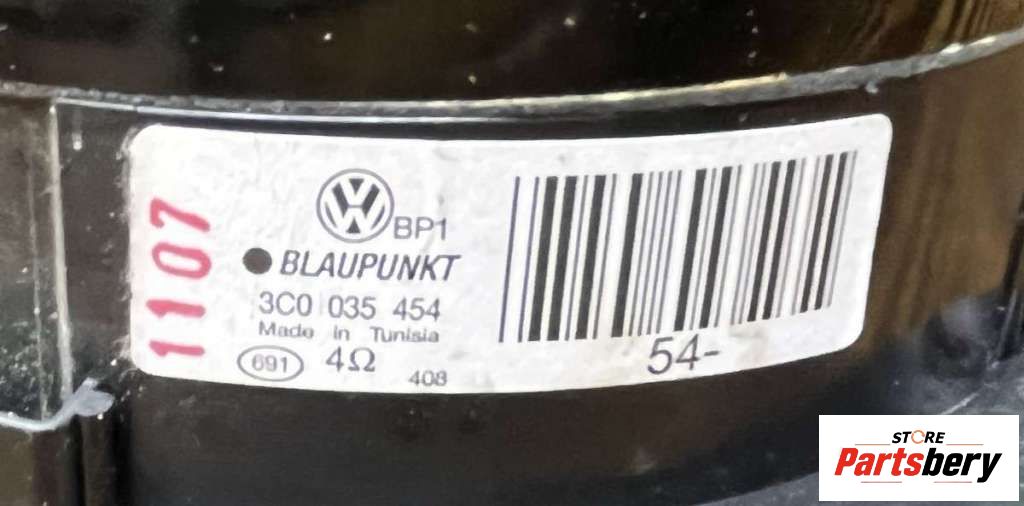 1107
VW BP1
BLAUPUNKT
3C0 035 454
Made in Tunisia
691 4Ω 408
54-
STORE
Partsbery